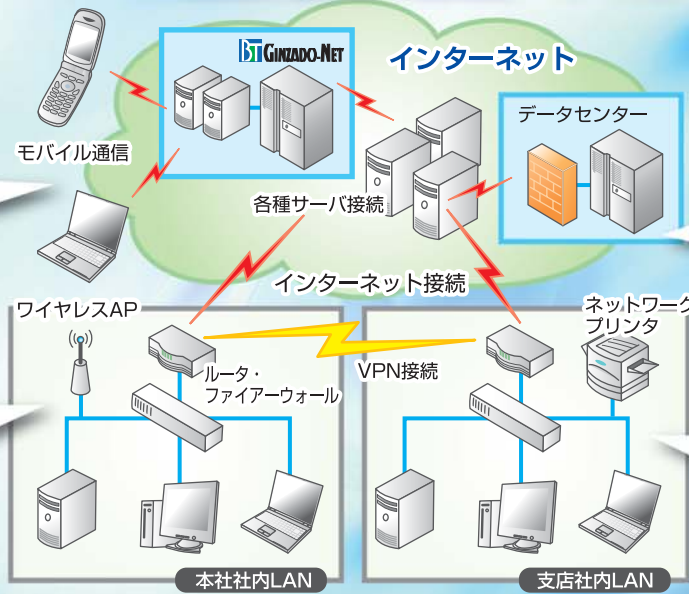 BT GINZADO-NET
インターネット
データセンター
モバイル通信
各種サーバ接続
インターネット接続
ワイヤレスAP
ネットワーク
プリンタ
ルータ・
ファイアーウォール
VPN接続
本社社内LAN
支店社内LAN